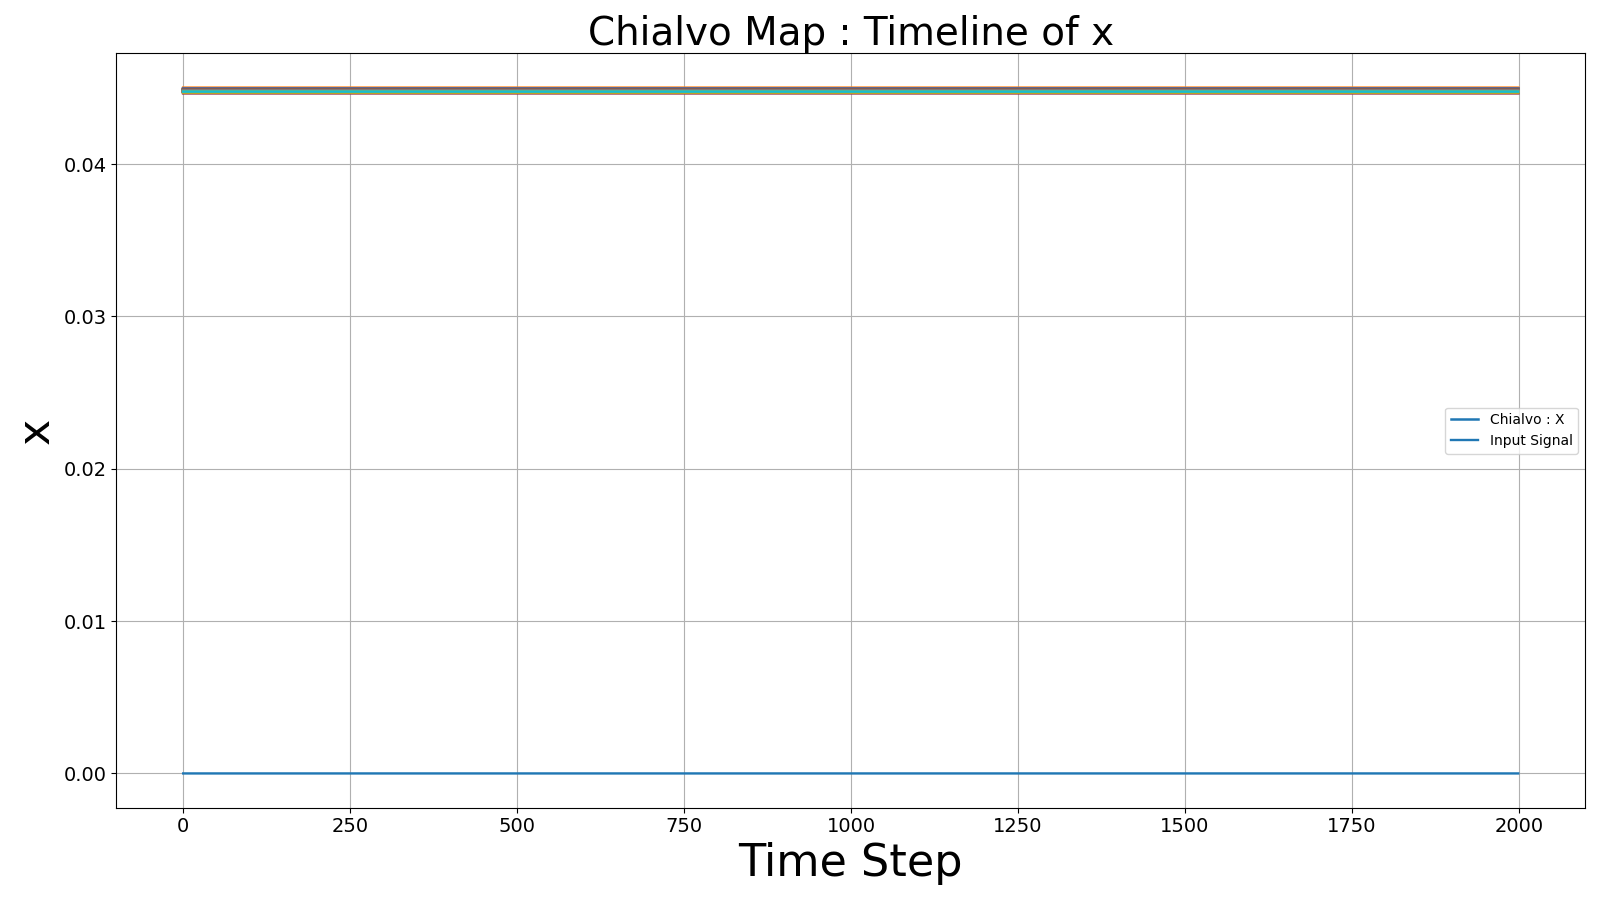 Chialvo Map : Timeline of x
0.04
0.03
0.02
0.01
0.00
x
Chialvo : X
Input Signal
0 250 500 750 1000 1250 1500 1750 2000
Time Step